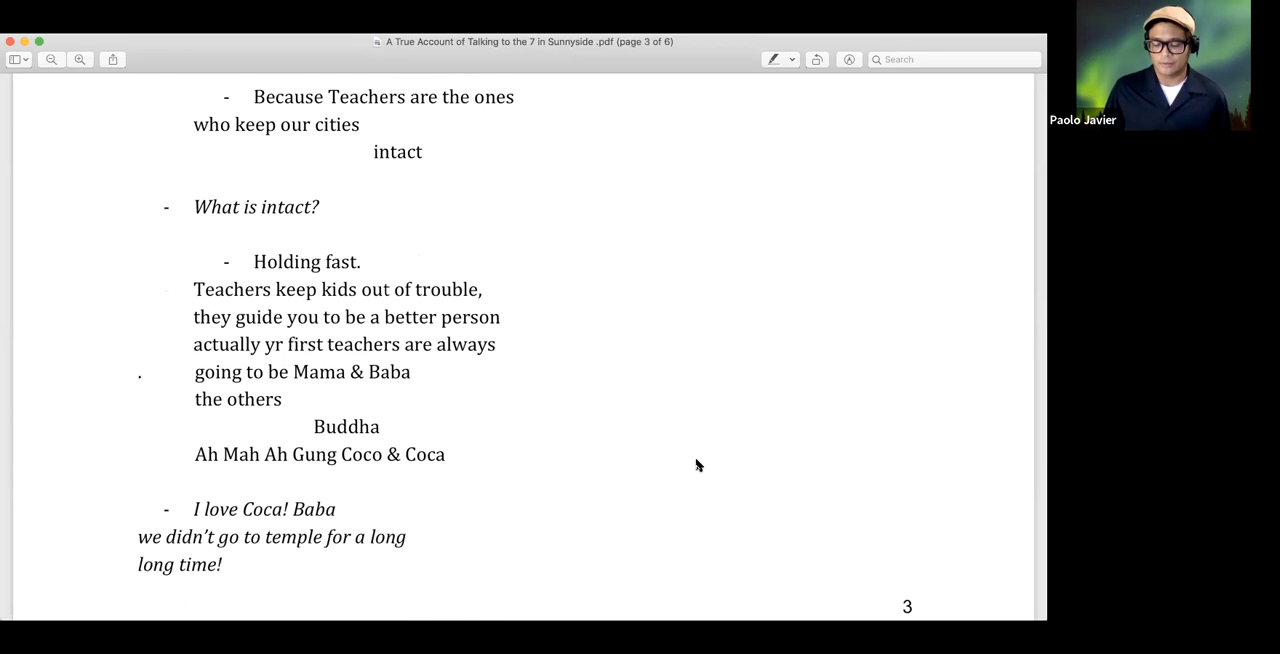 A True Account of Talking to the 7 in Sunnyside .pdf (page 3 of 6)
Search
- Because Teachers are the ones
who keep our cities
intact
- What is intact?
- Holding fast.
Teachers keep kids out of trouble,
they guide you to be a better person
actually yr first teachers are always
. going to be Mama & Baba
the others
Buddha
Ah Mah Ah Gung Coco & Coca
- I love Coca! Baba
we didn't go to temple for a long
long time!
3
Paolo Javier